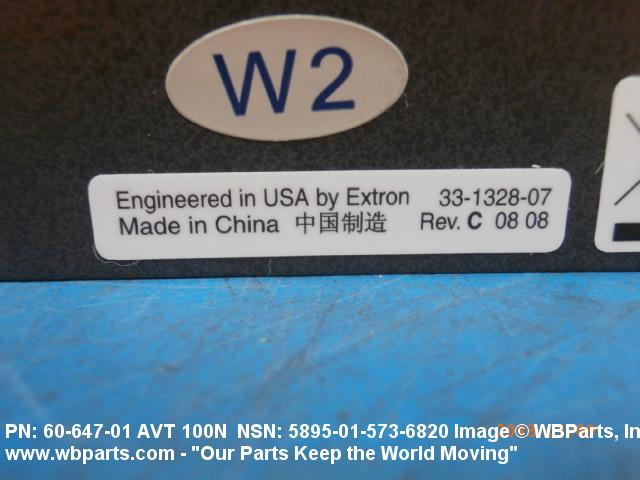 W2
Engineered in USA by Extron 33-1328-07
Made in China 中国制造 Rev. C 08 08
PN: 60-647-01 AVT 100N NSN: 5895-01-573-6820 Image © WBParts, In
www.wbparts.com - "Our Parts Keep the World Moving"